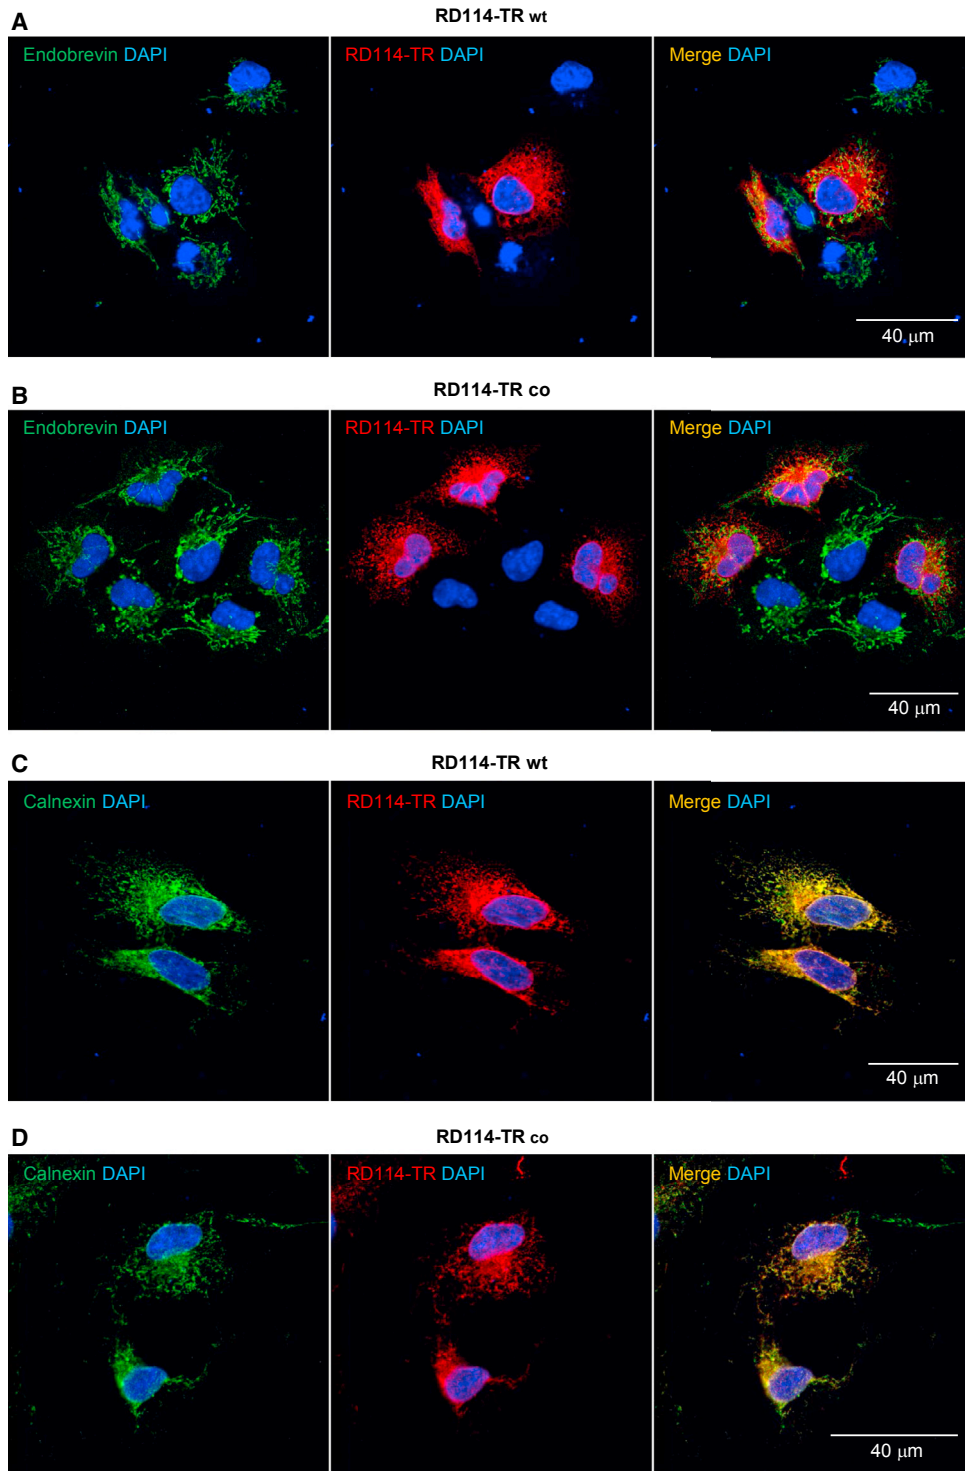 A
RD114-TR wt
Endobrevin DAPI
RD114-TR DAPI
Merge DAPI
40 μm
B
RD114-TR co
Endobrevin DAPI
RD114-TR DAPI
Merge DAPI
40 μm
C
RD114-TR wt
Calnexin DAPI
RD114-TR DAPI
Merge DAPI
40 μm
D
RD114-TR co
Calnexin DAPI
RD114-TR DAPI
Merge DAPI
40 μm